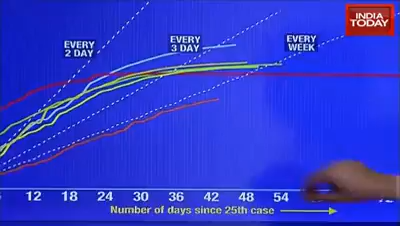 INDIA
TODAY
EVERY
2 DAY
EVERY
3 DAY
EVERY
WEEK
12 18 24 30 36 42 48 54
Number of days since 25th case